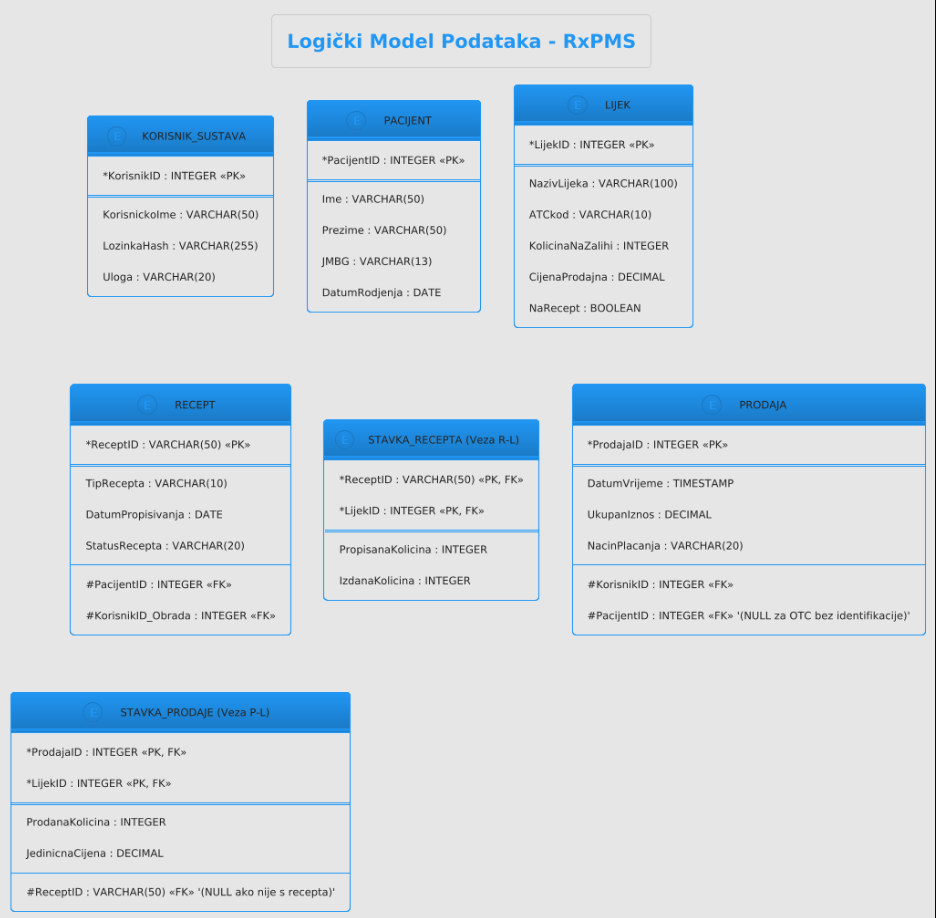 Logički Model Podataka - RxPMS
E KORISNIK_SUSTAVA
*KorisnikID : INTEGER «PK»
KorisnickoIme : VARCHAR(50)
LozinkaHash : VARCHAR(255)
Uloga : VARCHAR(20)
E PACIJENT
*PacijentID : INTEGER «PK»
Ime : VARCHAR(50)
Prezime : VARCHAR(50)
JMBG : VARCHAR(13)
DatumRodjenja : DATE
E LIJEK
*LijekID : INTEGER «PK»
NazivLijeka : VARCHAR(100)
ATCkod : VARCHAR(10)
KolicinaNaZalihi : INTEGER
CijenaProdajna : DECIMAL
NaRecept : BOOLEAN
E RECEPT
*ReceptID : VARCHAR(50) «PK»
TipRecepta : VARCHAR(10)
DatumPropisivanja : DATE
StatusRecepta : VARCHAR(20)
#PacijentID : INTEGER «FK»
#KorisnikID_Obrada : INTEGER «FK»
E STAVKA_RECEPTA (Veza R-L)
*ReceptID : VARCHAR(50) «PK, FK»
*LijekID : INTEGER «PK, FK»
PropisanaKolicina : INTEGER
IzdanaKolicina : INTEGER
E PRODAJA
*ProdajaID : INTEGER «PK»
DatumVrijeme : TIMESTAMP
UkupanIznos : DECIMAL
NacinPlacanja : VARCHAR(20)
#KorisnikID : INTEGER «FK»
#PacijentID : INTEGER «FK» '(NULL za OTC bez identifikacije)'
E STAVKA_PRODAJE (Veza P-L)
*ProdajaID : INTEGER «PK, FK»
*LijekID : INTEGER «PK, FK»
ProdanaKolicina : INTEGER
JedinicnaCijena : DECIMAL
#ReceptID : VARCHAR(50) «FK» '(NULL ako nije s recepta)'